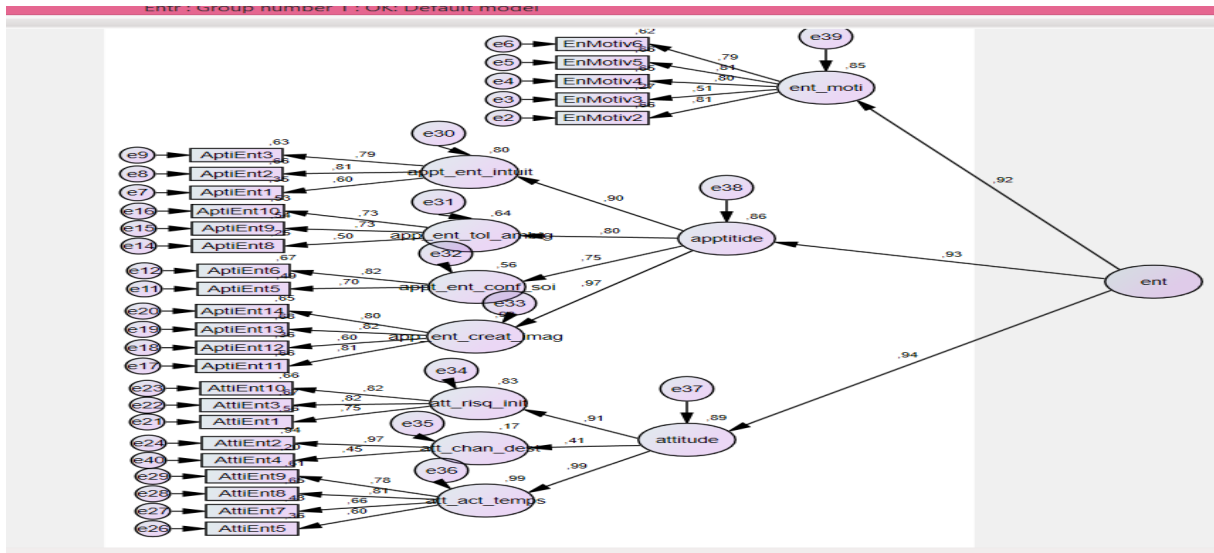 Entr : Group number 1 : OK: Default model
e39
e6 EnMotiv6 .79 .85
e5 EnMotiv5 .81
e4 EnMotiv4 .80 ent_moti
e3 EnMotiv3 .51
e2 EnMotiv2 .81
e30
.63 .80
e9 AptiEnt3 .79
e8 AptiEnt2 .81 appt_ent_intuit
e7 AptiEnt1 .60 .92
e38
.90
e31
e16 AptiEnt10 .73 .64 .86
e15 AptiEnt9 .73
e14 AptiEnt8 .50 .80 apptitide
e32 .93
.67 .56 .75
e12 AptiEnt6 .82
e11 AptiEnt5 .70 appt_ent_conf_soi ent
.97
e33
.65
e20 AptiEnt14 .80
e19 AptiEnt13 .82
e18 AptiEnt12 .60
e17 AptiEnt11 .81
.94
e34
.66 .83
e23 AttiEnt10 .82 e37
e22 AttiEnt3 .82 att_risq_init
e21 AttiEnt1 .75 .91 .89
e35
.94 .17
e24 AttiEnt2 .97 .41 attitude
e40 AttiEnt4 .45 att_chan_dest
e36
e29 AttiEnt9 .78 .99 .99
e28 AttiEnt8 .81 att_act_temps
e27 AttiEnt7 .66
e26 AttiEnt5 .60